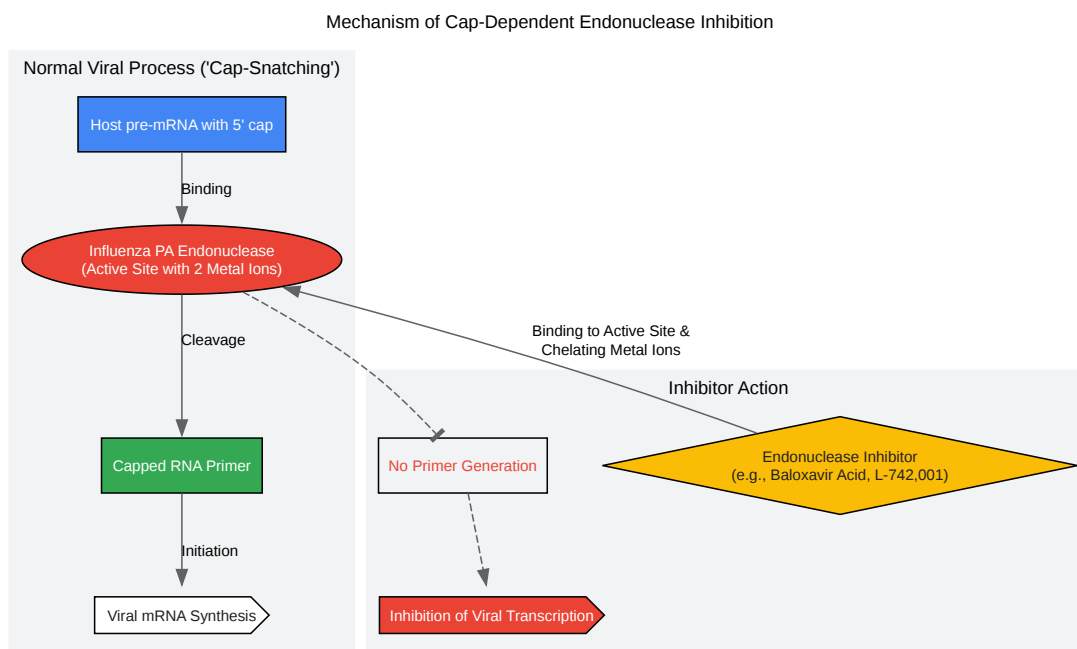 Mechanism of Cap-Dependent Endonuclease Inhibition
Normal Viral Process ('Cap-Snatching')
Host pre-mRNA with 5' cap
Binding
Influenza PA Endonuclease
(Active Site with 2 Metal Ions)
Cleavage
Capped RNA Primer
Initiation
Viral mRNA Synthesis
Binding to Active Site &
Chelating Metal Ions
Inhibitor Action
Endonuclease Inhibitor
(e.g., Baloxavir Acid, L-742,001)
No Primer Generation
Inhibition of Viral Transcription